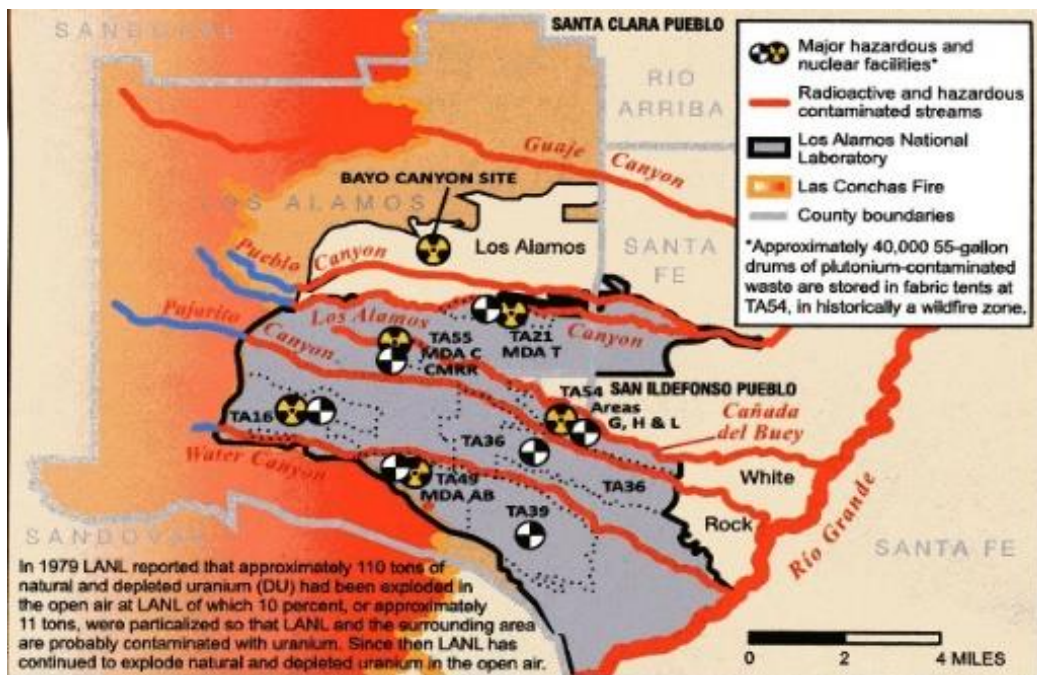 SANDOVAL
SANTA CLARA PUEBLO
RIO
ARRIBA
Guaje Canyon
BAYO CANYON SITE
LOS ALAMOS
Los Alamos
SANTA
FE
Pueblo Canyon
Pajarito Canyon
Los Alamos Canyon
TA55
MDA C
CMRR
TA21
MDA T
SAN ILDEFONSO PUEBLO
TA54
Areas
G, H & L
Cañada
del Buey
TA16
TA36
TA36
White
Rock
Water Canyon
TA49
MDA AB
TA39
Río Grande
SANDOVAL
SANTA FE
Major hazardous and
nuclear facilities*
Radioactive and hazardous
contaminated streams
Los Alamos National
Laboratory
Las Conchas Fire
County boundaries
*Approximately 40,000 55-gallon
drums of plutonium-contaminated
waste are stored in fabric tents at
TA54, in historically a wildfire zone.
In 1979 LANL reported that approximately 110 tons of
natural and depleted uranium (DU) had been exploded in
the open air at LANL of which 10 percent, or approximately
11 tons, were particalized so that LANL and the surrounding
area are probably contaminated with uranium. Since then LANL has
continued to explode natural and depleted uranium in the open air.
0 2 4 MILES